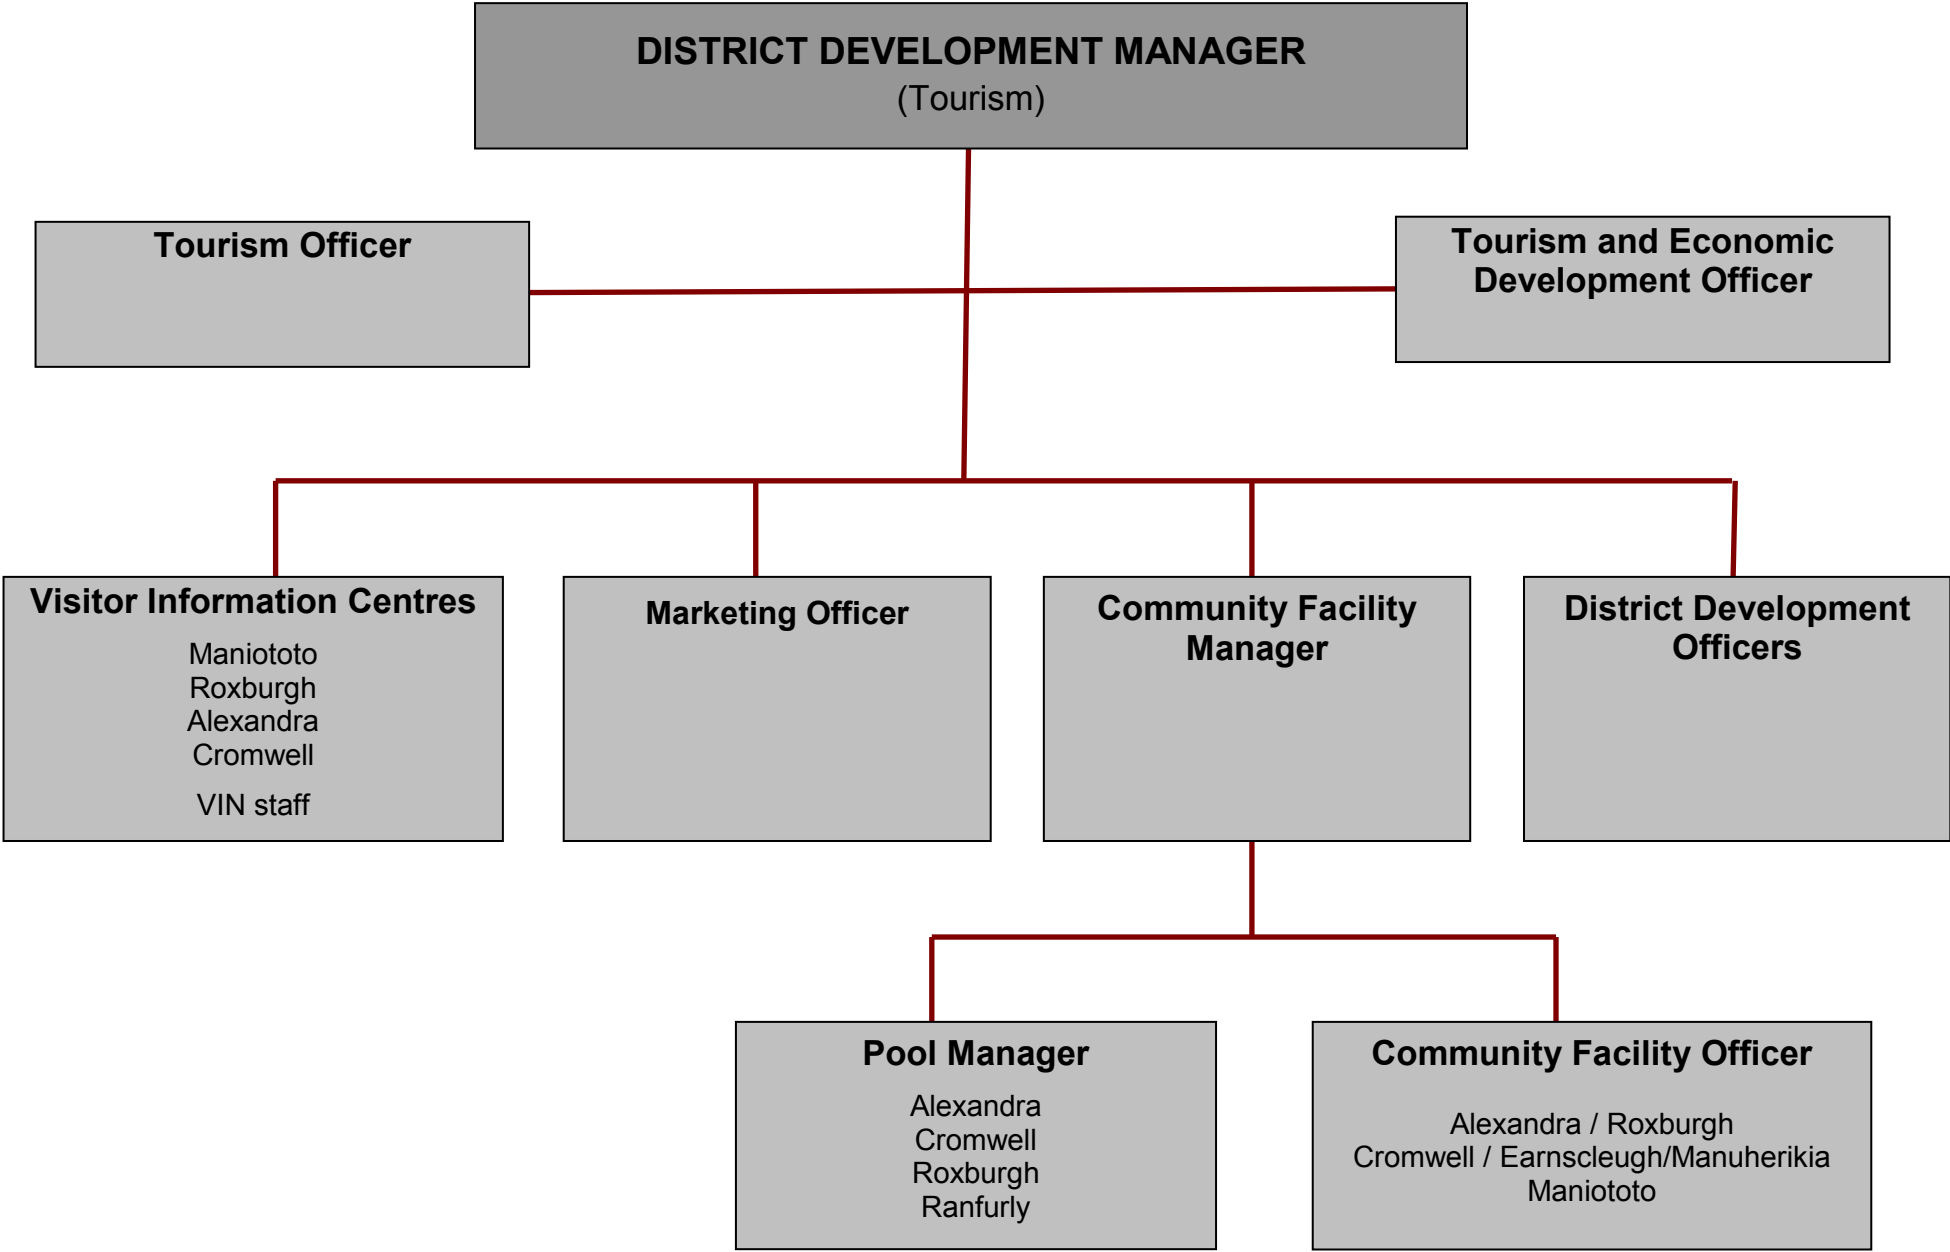 DISTRICT DEVELOPMENT MANAGER
(Tourism)
Tourism Officer
Tourism and Economic
Development Officer
Visitor Information Centres
Maniototo
Roxburgh
Alexandra
Cromwell
VIN staff
Marketing Officer
Community Facility
Manager
District Development
Officers
Pool Manager
Alexandra
Cromwell
Roxburgh
Ranfurly
Community Facility Officer
Alexandra / Roxburgh
Cromwell / Earnscleugh/Manuherikia
Maniototo